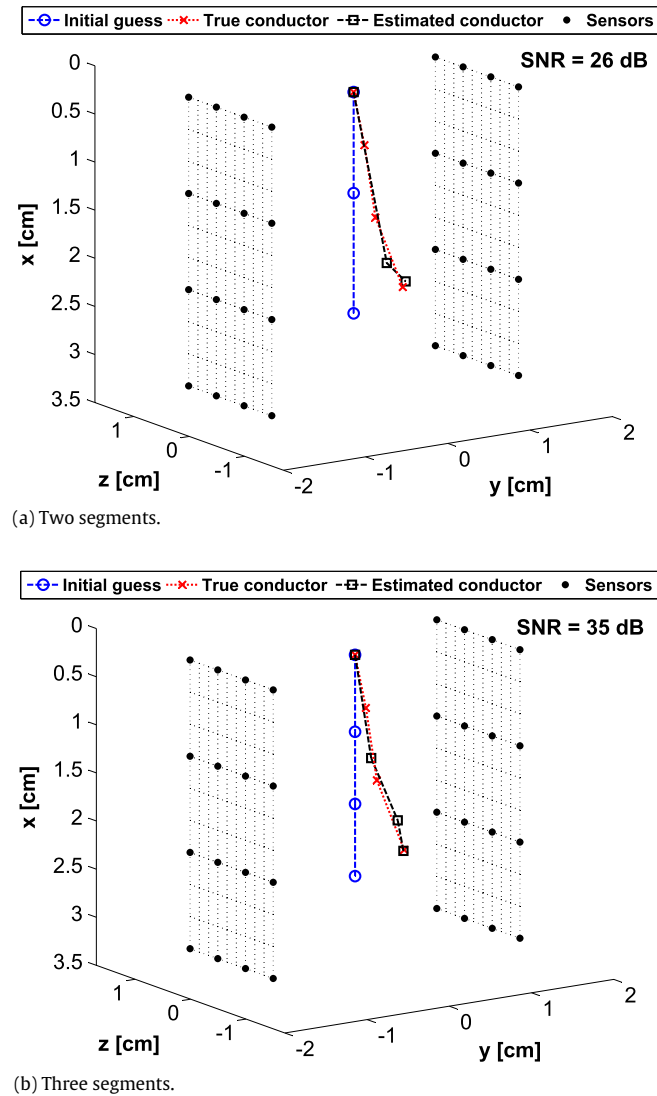 Initial guess True conductor Estimated conductor Sensors
SNR = 26 dB
0
0.5
1
1.5
2
2.5
3
3.5
x [cm]
1
0
-1
z [cm]
-2
-1
0
1
2
y [cm]
(a) Two segments.
Initial guess True conductor Estimated conductor Sensors
SNR = 35 dB
0
0.5
1
1.5
2
2.5
3
3.5
x [cm]
1
0
-1
z [cm]
-2
-1
0
1
2
y [cm]
(b) Three segments.